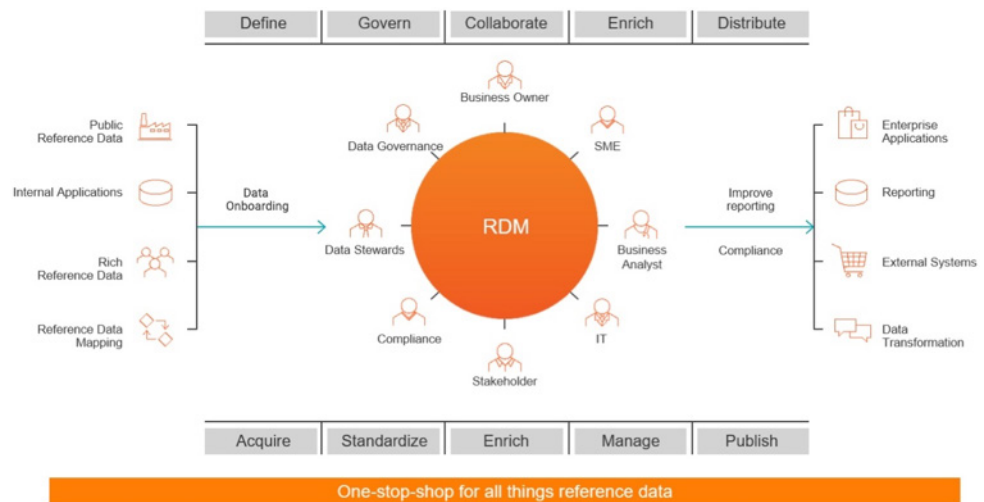 Define
Govern
Collaborate
Enrich
Distribute
Business Owner
Data Governance
SME
Public
Reference Data
Internal Applications
Rich
Reference Data
Reference Data
Mapping
Data
Onboarding
Data Stewards
RDM
Business
Analyst
Compliance
IT
Stakeholder
Improve
reporting
Compliance
Enterprise
Applications
Reporting
External Systems
Data
Transformation
Acquire
Standardize
Enrich
Manage
Publish
One-stop-shop for all things reference data